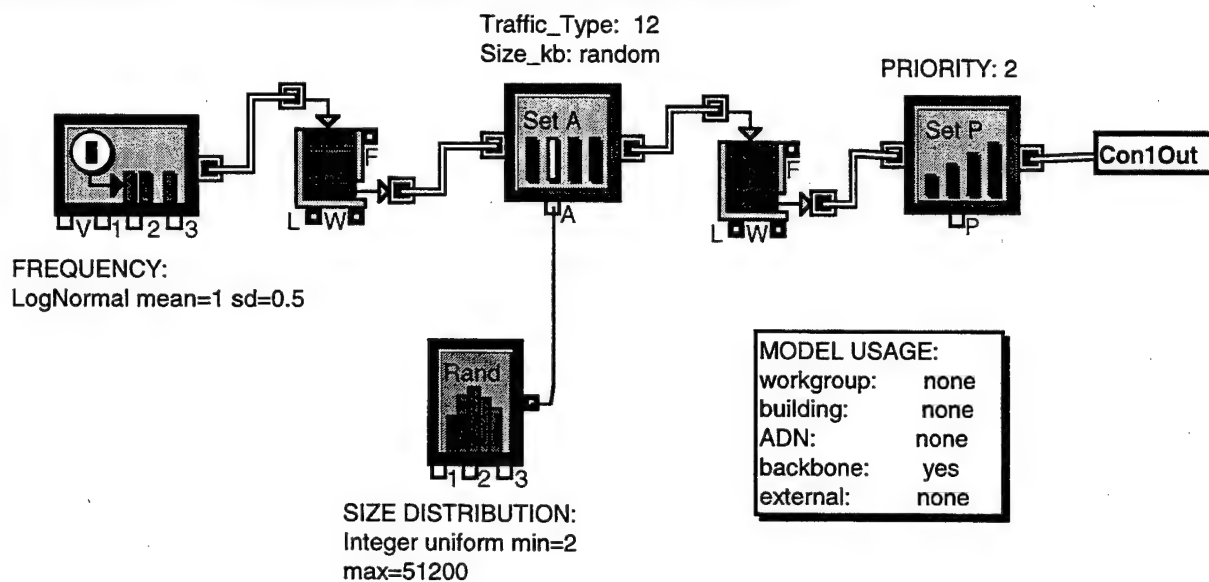 Traffic_Type: 12
Size_kb: random
PRIORITY: 2
Set A
Set P
F
F
Con1Out
V 1 2 3
L W
A
L W
P
FREQUENCY:
LogNormal mean=1 sd=0.5
Rand
1 2 3
SIZE DISTRIBUTION:
Integer uniform min=2
max=51200
MODEL USAGE:
workgroup: none
building: none
ADN: none
backbone: yes
external: none